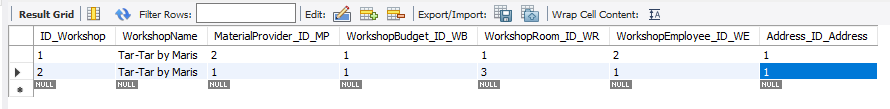 Result Grid Filter Rows: Edit: Export/Import: Wrap Cell Content:
ID_Workshop WorkshopName MaterialProvider_ID_MP WorkshopBudget_ID_WB WorkshopRoom_ID_WR WorkshopEmployee_ID_WE Address_ID_Address
1 Tar-Tar by Maris 2 1 1 2 1
2 Tar-Tar by Maris 1 1 3 1 1
NULL NULL NULL NULL NULL NULL NULL